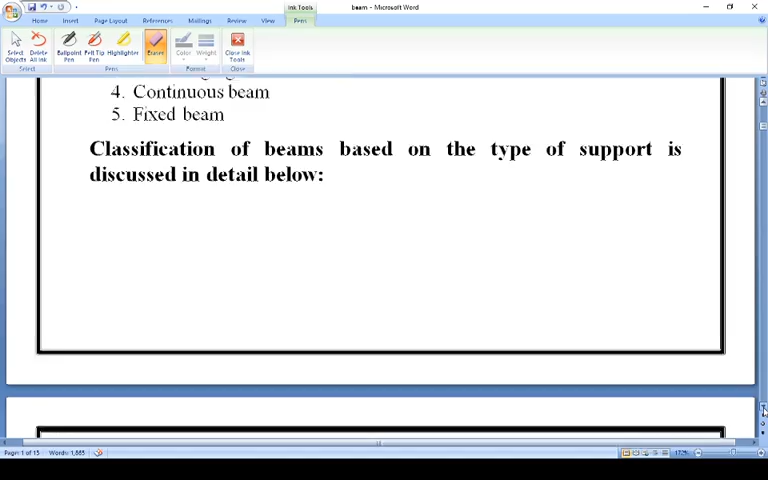 Ink Tools
beam - Microsoft Word
Home Insert Page Layout References Mailings Review View Pens
Select Objects
Delete All Ink
Ballpoint Pen
Felt Tip Pen
Highlighter
Eraser
Color
Weight
Close Ink Tools
Select Pens Format Close
4. Continuous beam
5. Fixed beam
Classification of beams based on the type of support is
discussed in detail below:
Page: 1 of 15 Words: 1,865